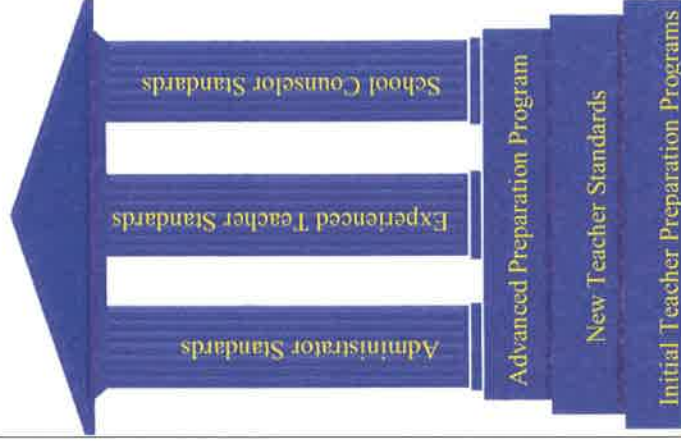 Administrator Standards
Experienced Teacher Standards
School Counselor Standards
Advanced Preparation Program
New Teacher Standards
Initial Teacher Preparation Programs